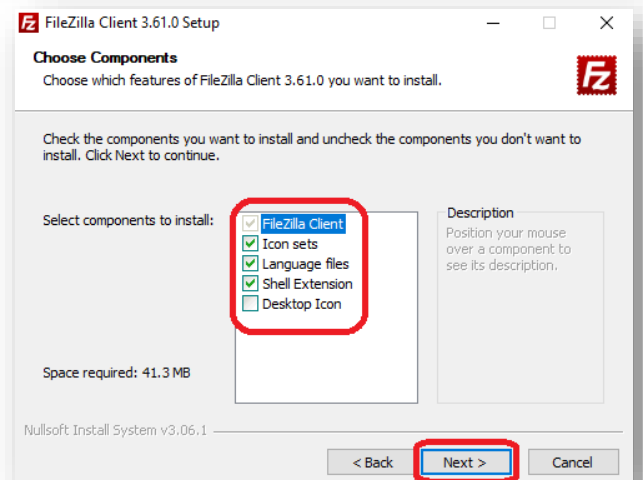 FileZilla Client 3.61.0 Setup
Choose Components
Choose which features of FileZilla Client 3.61.0 you want to install.
Fz
Check the components you want to install and uncheck the components you don't want to
install. Click Next to continue.
Select components to install:
FileZilla Client
Icon sets
Language files
Shell Extension
Desktop Icon
Description
Position your mouse
over a component to
see its description.
Space required: 41.3 MB
Nullsoft Install System v3.06.1
< Back
Next >
Cancel